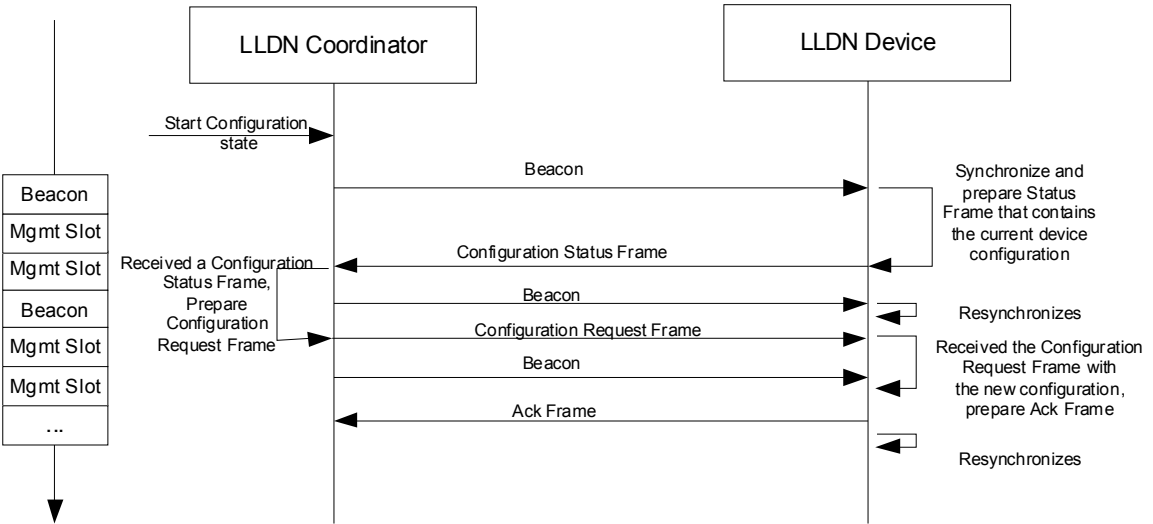 LLDN Coordinator
LLDN Device
Start Configuration
state
Beacon
Synchronize and
prepare Status
Frame that contains
the current device
configuration
Beacon
Mgmt Slot
Mgmt Slot
Beacon
Mgmt Slot
Mgmt Slot
...
Configuration Status Frame
Received a Configuration
Status Frame,
Prepare
Configuration
Request Frame
Beacon
Resynchronizes
Configuration Request Frame
Received the Configuration
Request Frame with
the new configuration,
prepare Ack Frame
Beacon
Ack Frame
Resynchronizes